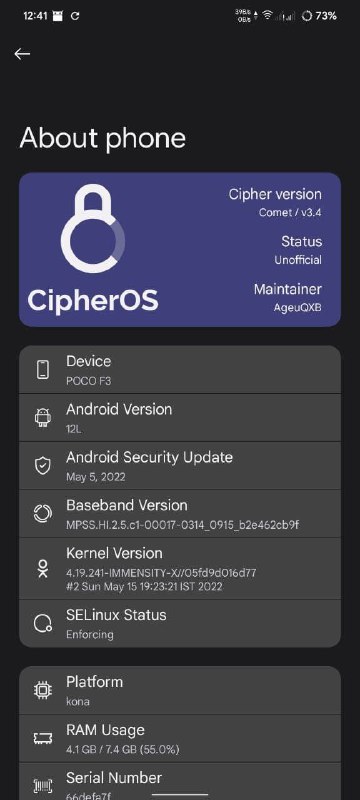 12:41
39B/s
0B/s
73%
About phone
CipherOS
Cipher version
Comet / v3.4
Status
Unofficial
Maintainer
AgeuQXB
Device
POCO F3
Android Version
12L
Android Security Update
May 5, 2022
Baseband Version
MPSS.HI.2.5.c1-00017-0314_0915_b2e462cb9f
Kernel Version
4.19.241-IMMENSITY-X//05fd9d016d77
#2 Sun May 15 19:23:21 IST 2022
SELinux Status
Enforcing
Platform
kona
RAM Usage
4.1 GB / 7.4 GB (55.0%)
Serial Number
66defa7f